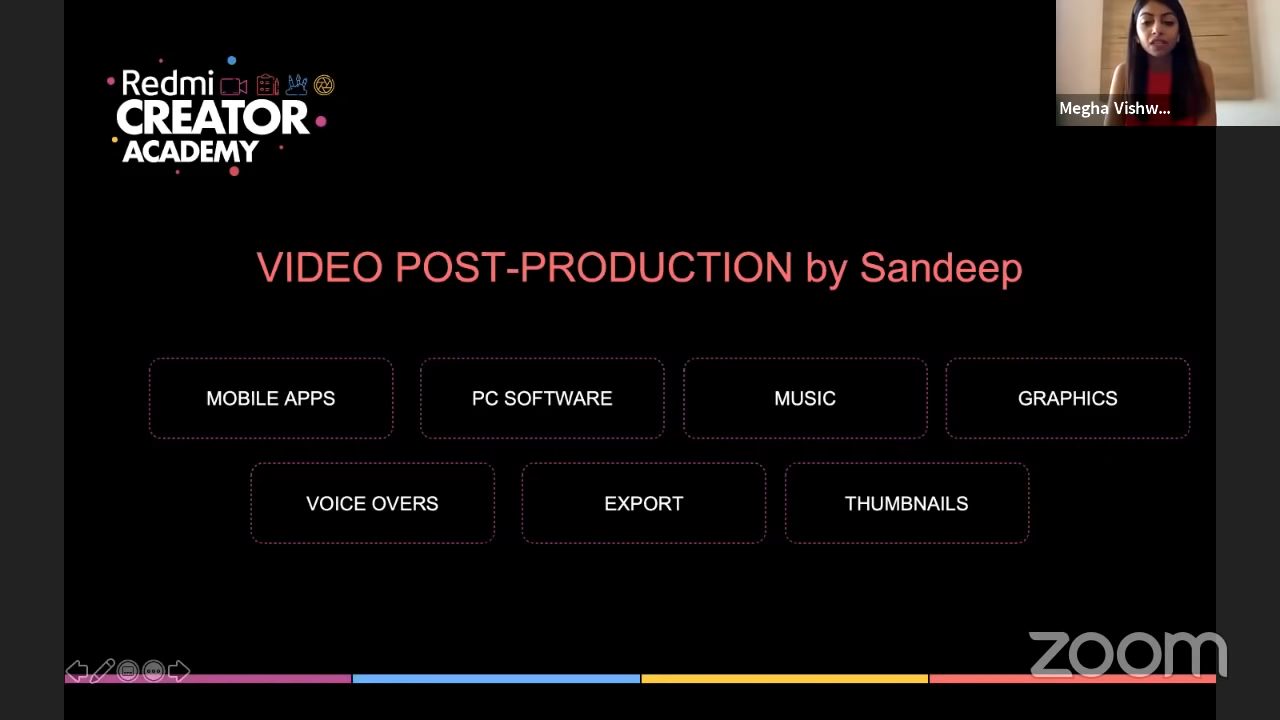 Redmi
CREATOR
ACADEMY
Megha Vishw...
VIDEO POST-PRODUCTION by Sandeep
MOBILE APPS
PC SOFTWARE
MUSIC
GRAPHICS
VOICE OVERS
EXPORT
THUMBNAILS
zoom